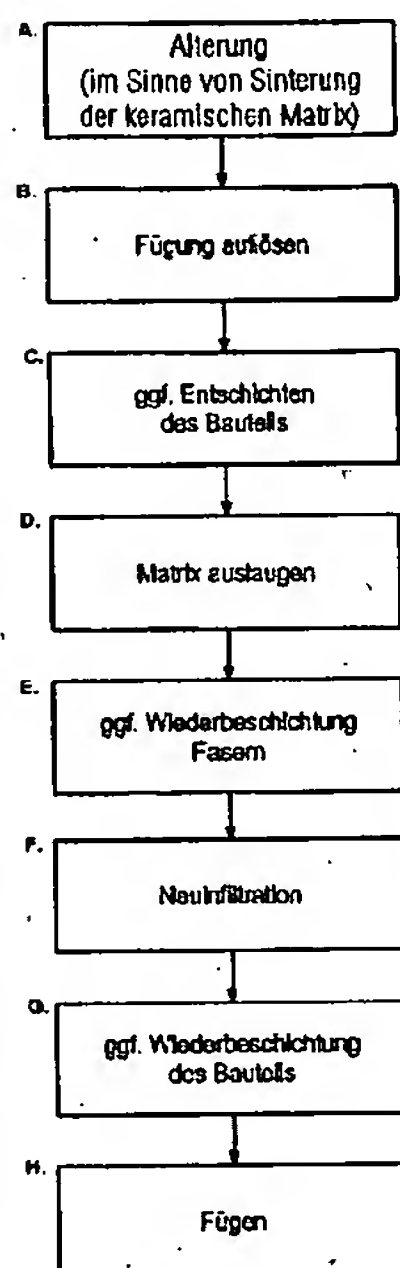 A.
Alterung
(im Sinne von Sinterung
der keramischen Matrix)
B.
Fügung auflösen
C.
ggf. Entschichten
des Bauteils
D.
Matrix auslaugen
E.
ggf. Wiederbeschichtung
Fasern
F.
Neuinfiltration
G.
ggf. Wiederbeschichtung
des Bauteils
H.
Fügen